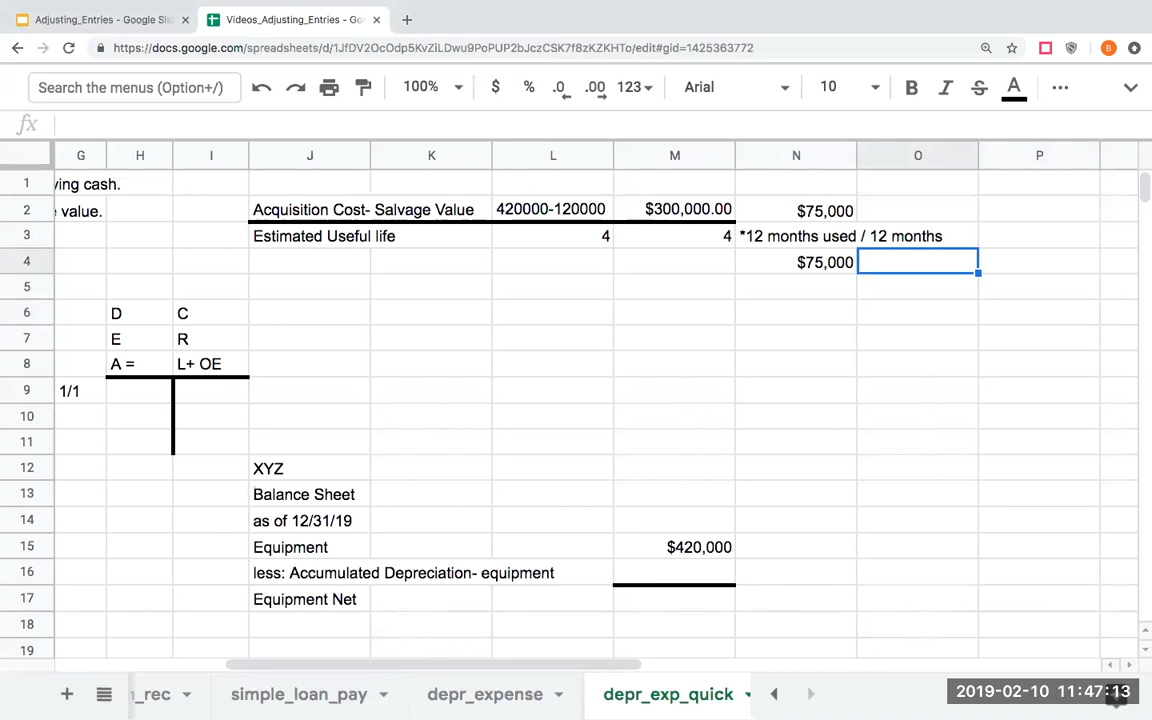 Adjusting_Entries - Google Slid
Videos_Adjusting_Entries - Go
https://docs.google.com/spreadsheets/d/1JfDV2OcOdp5KvZiLDwu9PoPUP2bJczCSK7f8zKZKHTo/edit#gid=1425363772
B
Search the menus (Option+/)
100%
$ % .0 .00 123
Arial
10
B I S A
fx
G H I J K L M N O P
1 ving cash.
2 value. Acquisition Cost- Salvage Value 420000-120000 $300,000.00 $75,000
3 Estimated Useful life 4 4 *12 months used / 12 months
4 $75,000
5
6 D C
7 E R
8 A = L+ OE
9 1/1
10
11
12 XYZ
13 Balance Sheet
14 as of 12/31/19
15 Equipment $420,000
16 less: Accumulated Depreciation- equipment
17 Equipment Net
18
19
_rec simple_loan_pay depr_expense depr_exp_quick
2019-02-10 11:47:13